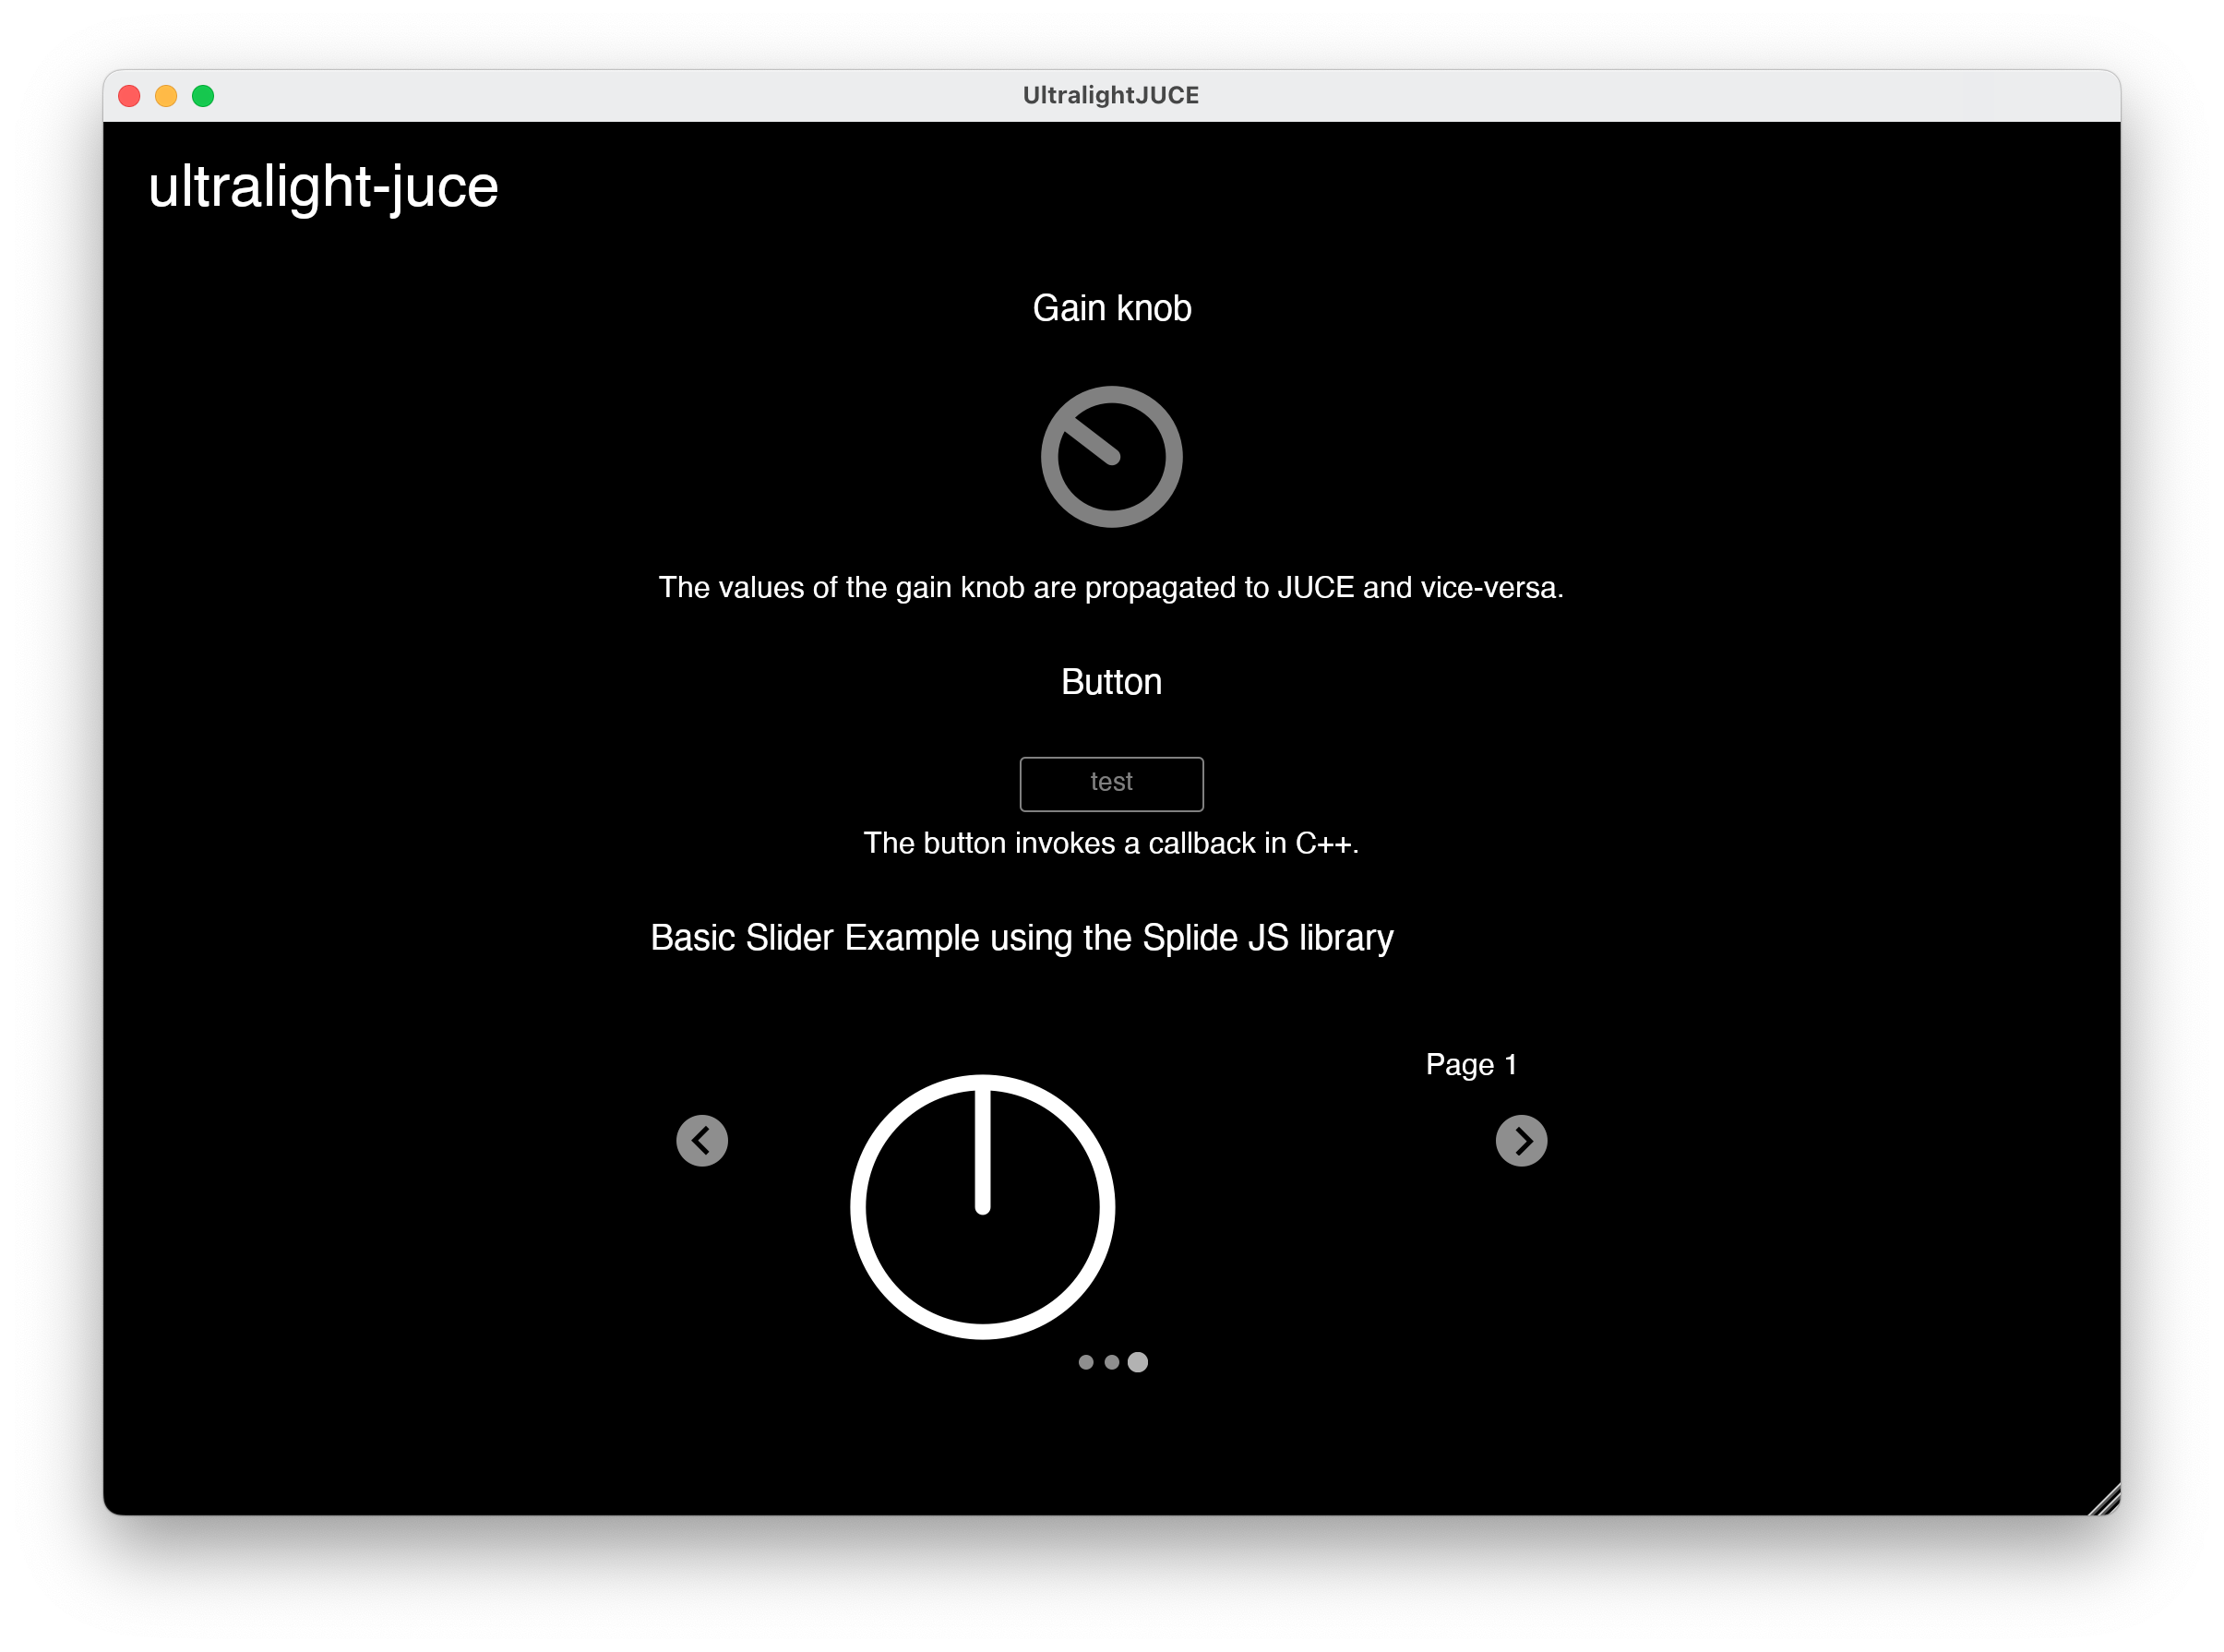 UltralightJUCE
ultralight-juce
Gain knob
The values of the gain knob are propagated to JUCE and vice-versa.
Button
test
The button invokes a callback in C++.
Basic Slider Example using the Splide JS library
Page 1